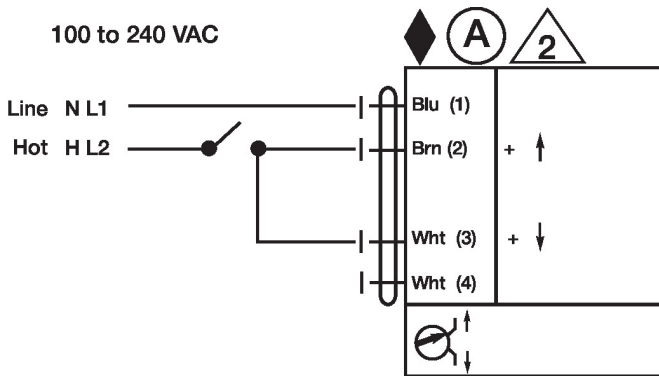 100 to 240 VAC
A
2
Line N L1
Blu (1)
Hot H L2
Brn (2)
+
Wht (3)
+
Wht (4)